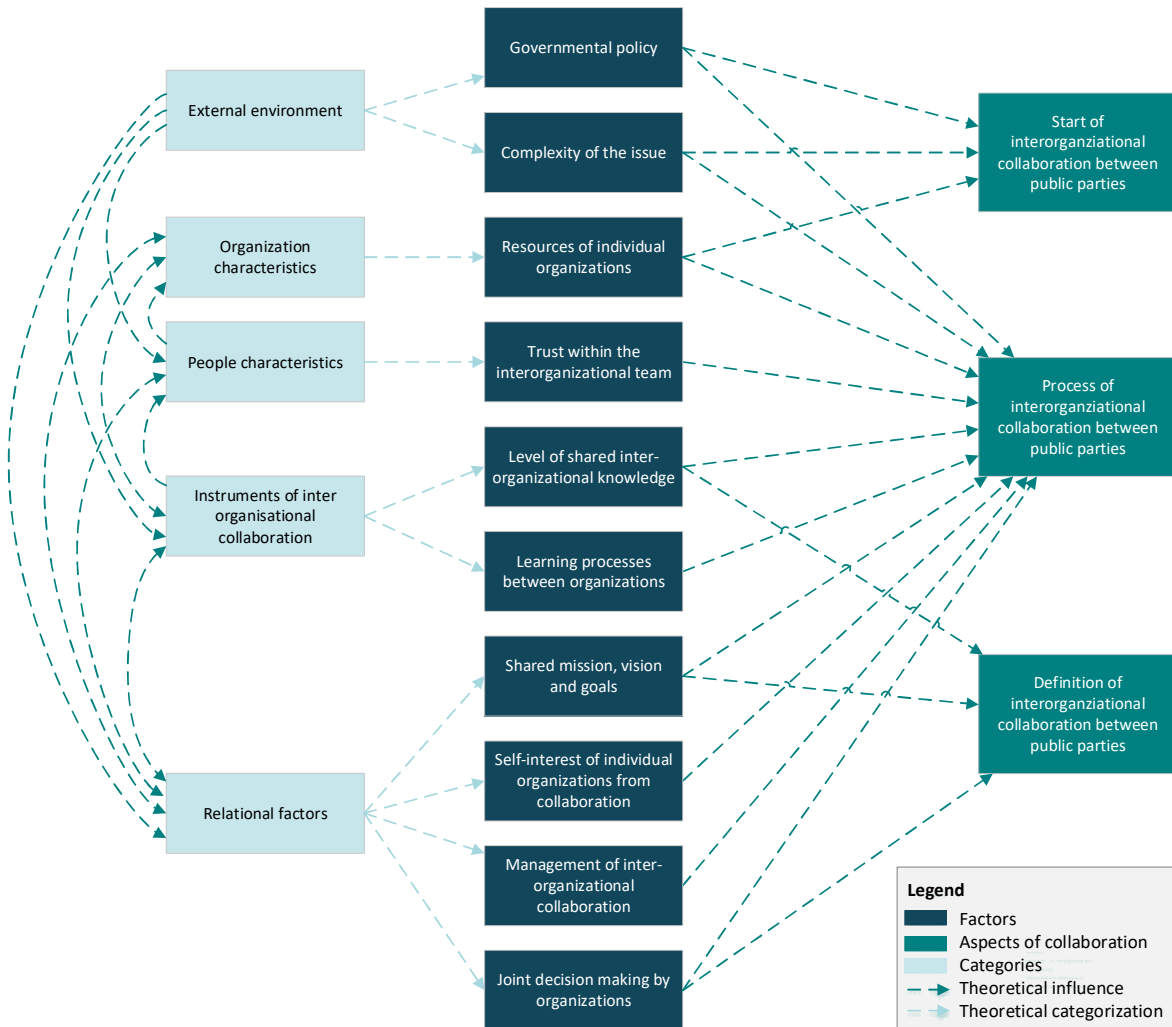 External environment
Organization
characteristics
People characteristics
Instruments of inter
organisational
collaboration
Relational factors
Governmental policy
Complexity of the issue
Resources of individual
organizations
Trust within the
interorganizational team
Level of shared inter-
organizational knowledge
Learning processes
between organizations
Shared mission, vision
and goals
Self-interest of individual
organizations from
collaboration
Management of inter-
organizational
collaboration
Joint decision making by
organizations
Start of
interorganziational
collaboration between
public parties
Process of
interorganziational
collaboration between
public parties
Definition of
interorganziational
collaboration between
public parties
Legend
Factors
Aspects of collaboration
Categories
Theoretical influence
Theoretical categorization